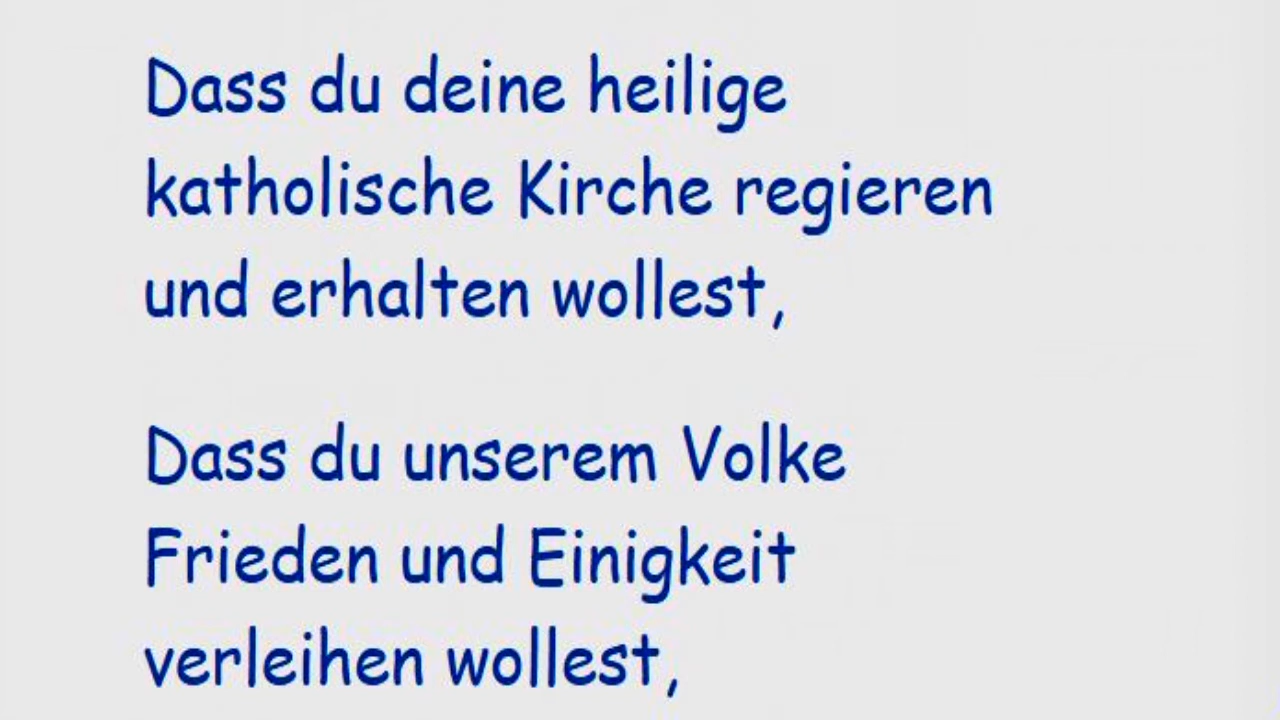 Dass du deine heilige
katholische Kirche regieren
und erhalten wollest,
Dass du unserem Volke
Frieden und Einigkeit
verleihen wollest,